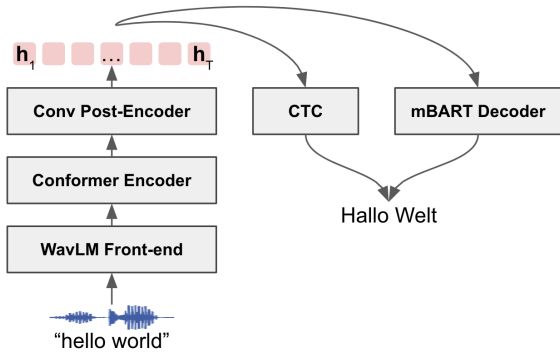 h1 ... hT
Conv Post-Encoder
CTC
mBART Decoder
Conformer Encoder
Hallo Welt
WavLM Front-end
“hello world”